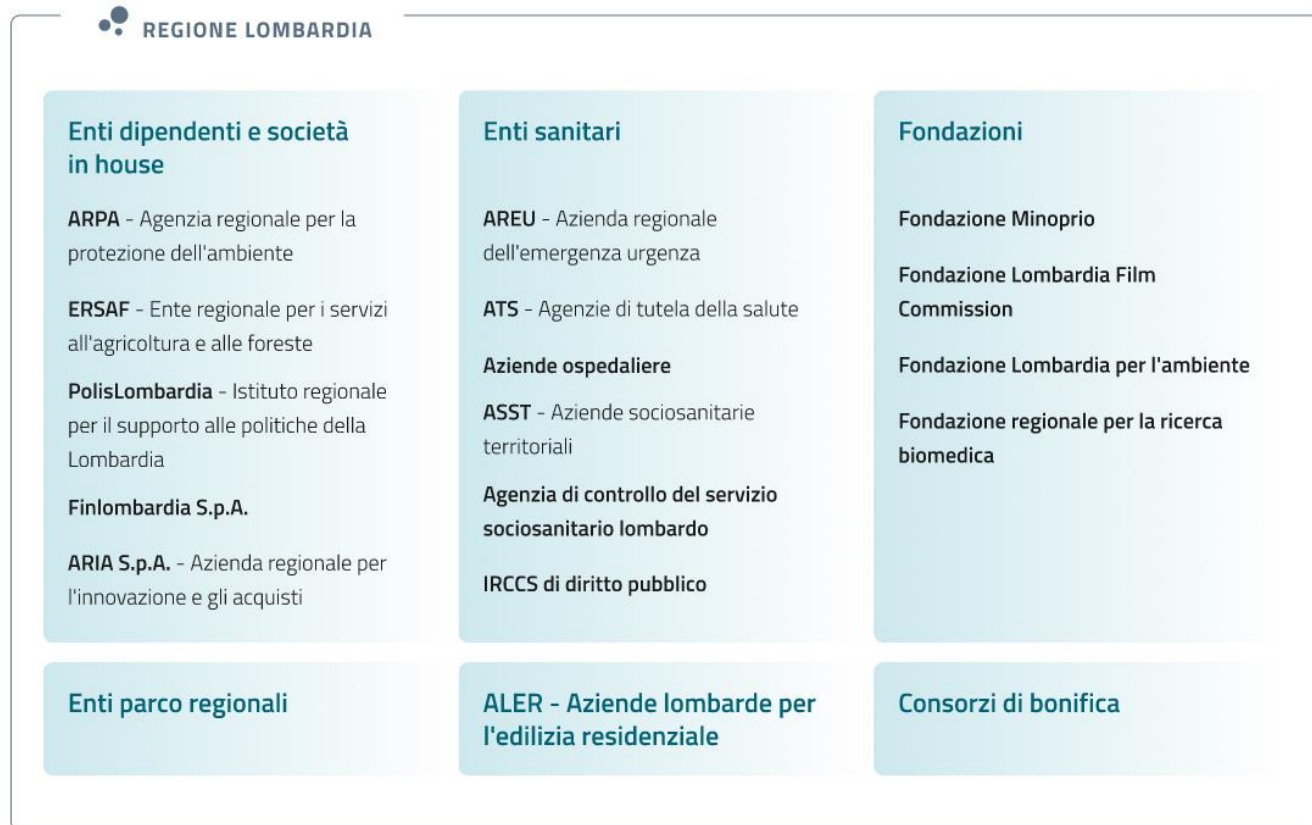 REGIONE LOMBARDIA
Enti dipendenti e società
in house
ARPA - Agenzia regionale per la
protezione dell'ambiente
ERSAF - Ente regionale per i servizi
all'agricoltura e alle foreste
PolisLombardia - Istituto regionale
per il supporto alle politiche della
Lombardia
Finlombardia S.p.A.
ARIA S.p.A. - Azienda regionale per
l'innovazione e gli acquisti
Enti sanitari
AREU - Azienda regionale
dell'emergenza urgenza
ATS - Agenzie di tutela della salute
Aziende ospedaliere
ASST - Aziende sociosanitarie
territoriali
Agenzia di controllo del servizio
sociosanitario lombardo
IRCCS di diritto pubblico
Fondazioni
Fondazione Minoprio
Fondazione Lombardia Film
Commission
Fondazione Lombardia per l'ambiente
Fondazione regionale per la ricerca
biomedica
Enti parco regionali
ALER - Aziende lombarde per
l'edilizia residenziale
Consorzi di bonifica